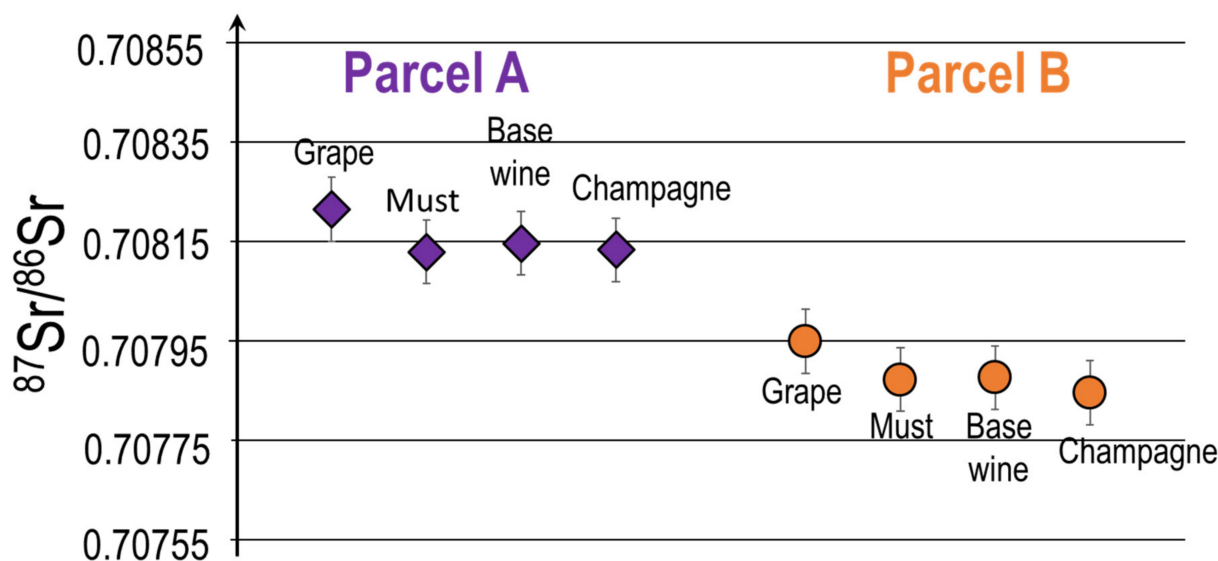 0.70855
0.70835
0.70815
0.70795
0.70775
0.70755
87Sr/86Sr
Parcel A
Grape
Must
Base
wine
Champagne
Parcel B
Grape
Must
Base
wine
Champagne